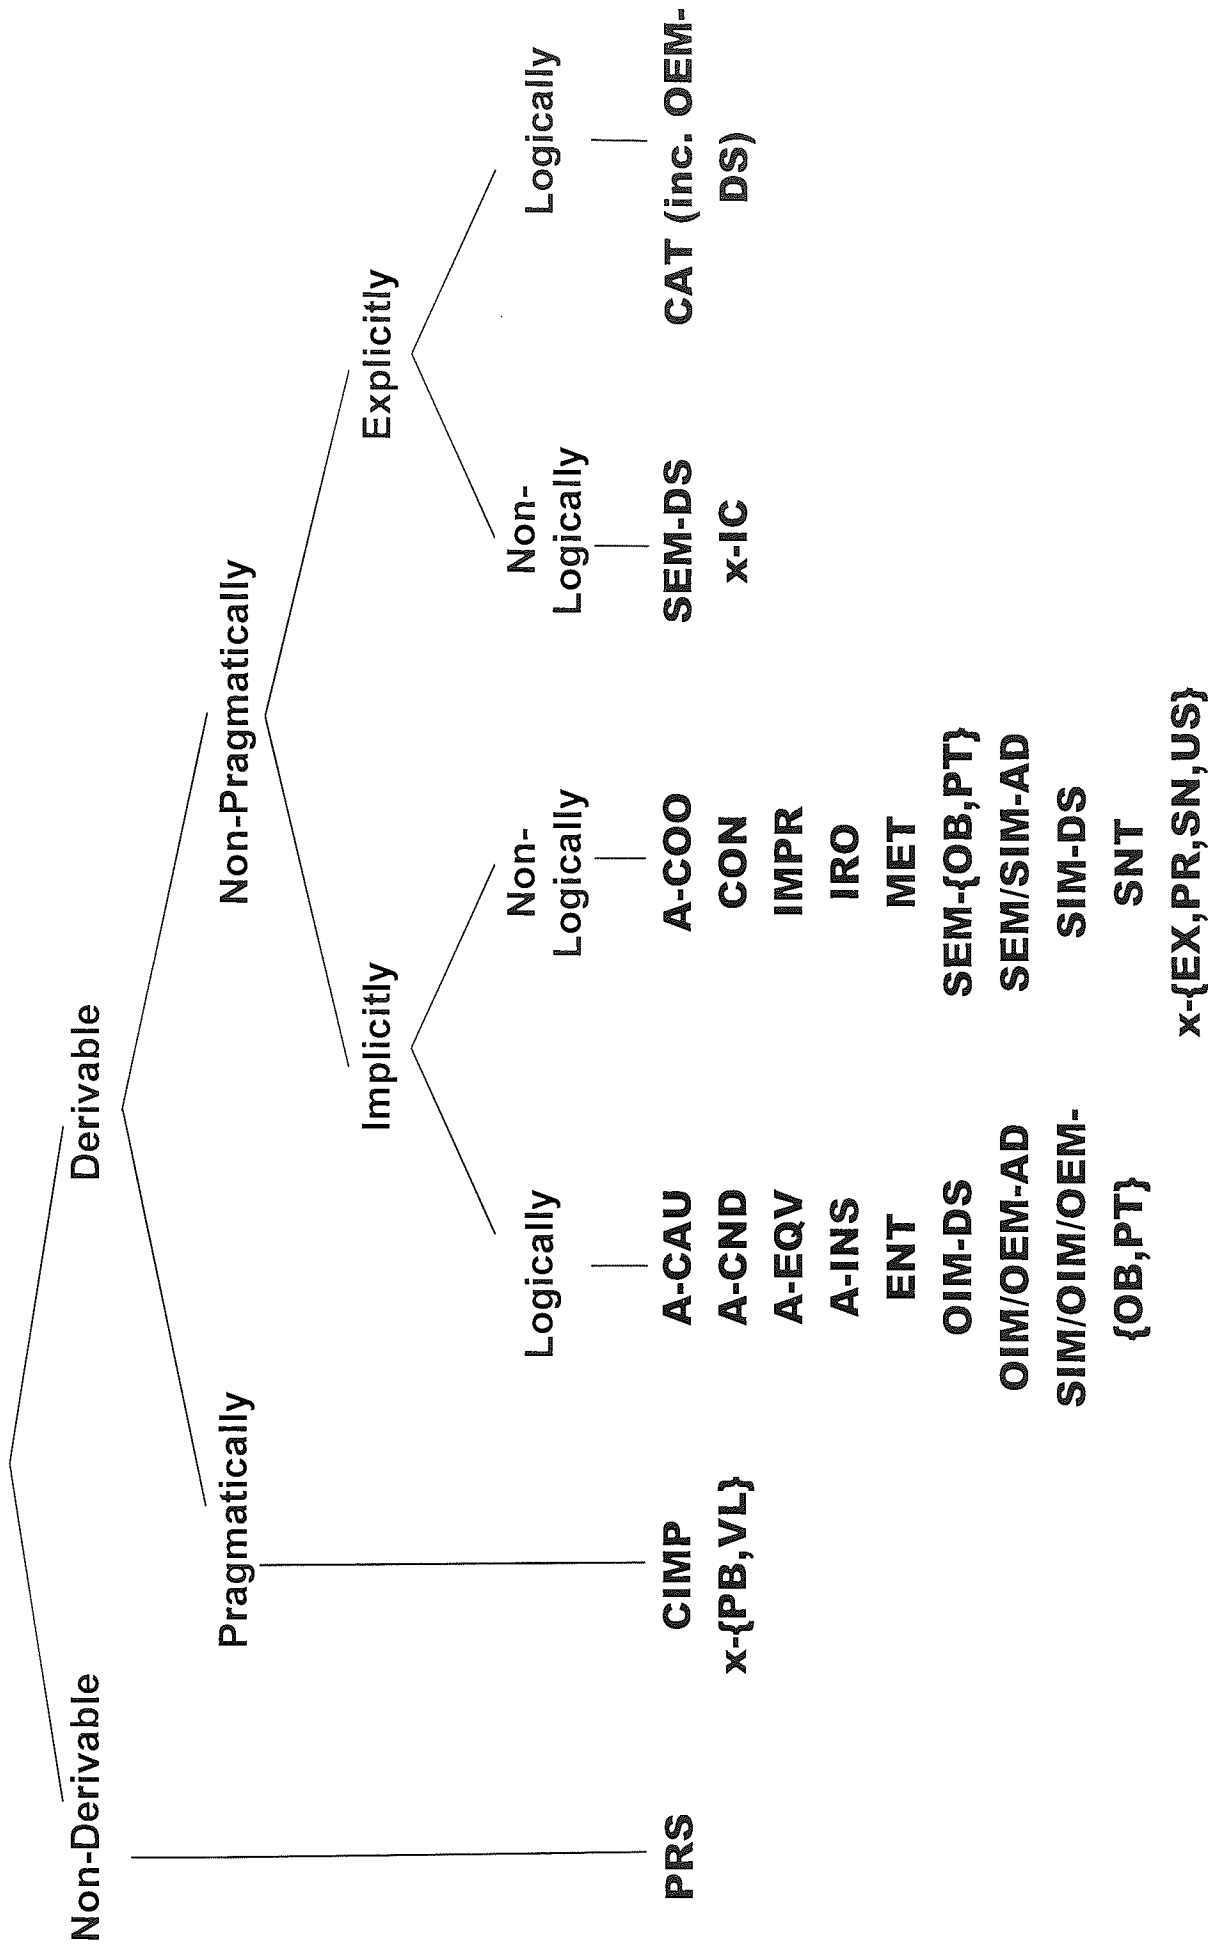 Non-Derivable
Derivable
Pragmatically
Non-Pragmatically
Implicitly
Explicitly
Logically
Non-
Logically
Non-
Logically
Logically
PRS
CIMP
x-{PB,VL}
A-CAU
A-CND
A-EQV
A-INS
ENT
OIM-DS
OIM/OEM-AD
SIM/OIM/OEM-
{OB,PT}
A-COO
CON
IMPR
IRO
MET
SEM-{OB,PT}
SEM/SIM-AD
SIM-DS
SNT
x-{EX,PR,SN,US}
SEM-DS
x-IC
CAT (inc. OEM-
DS)